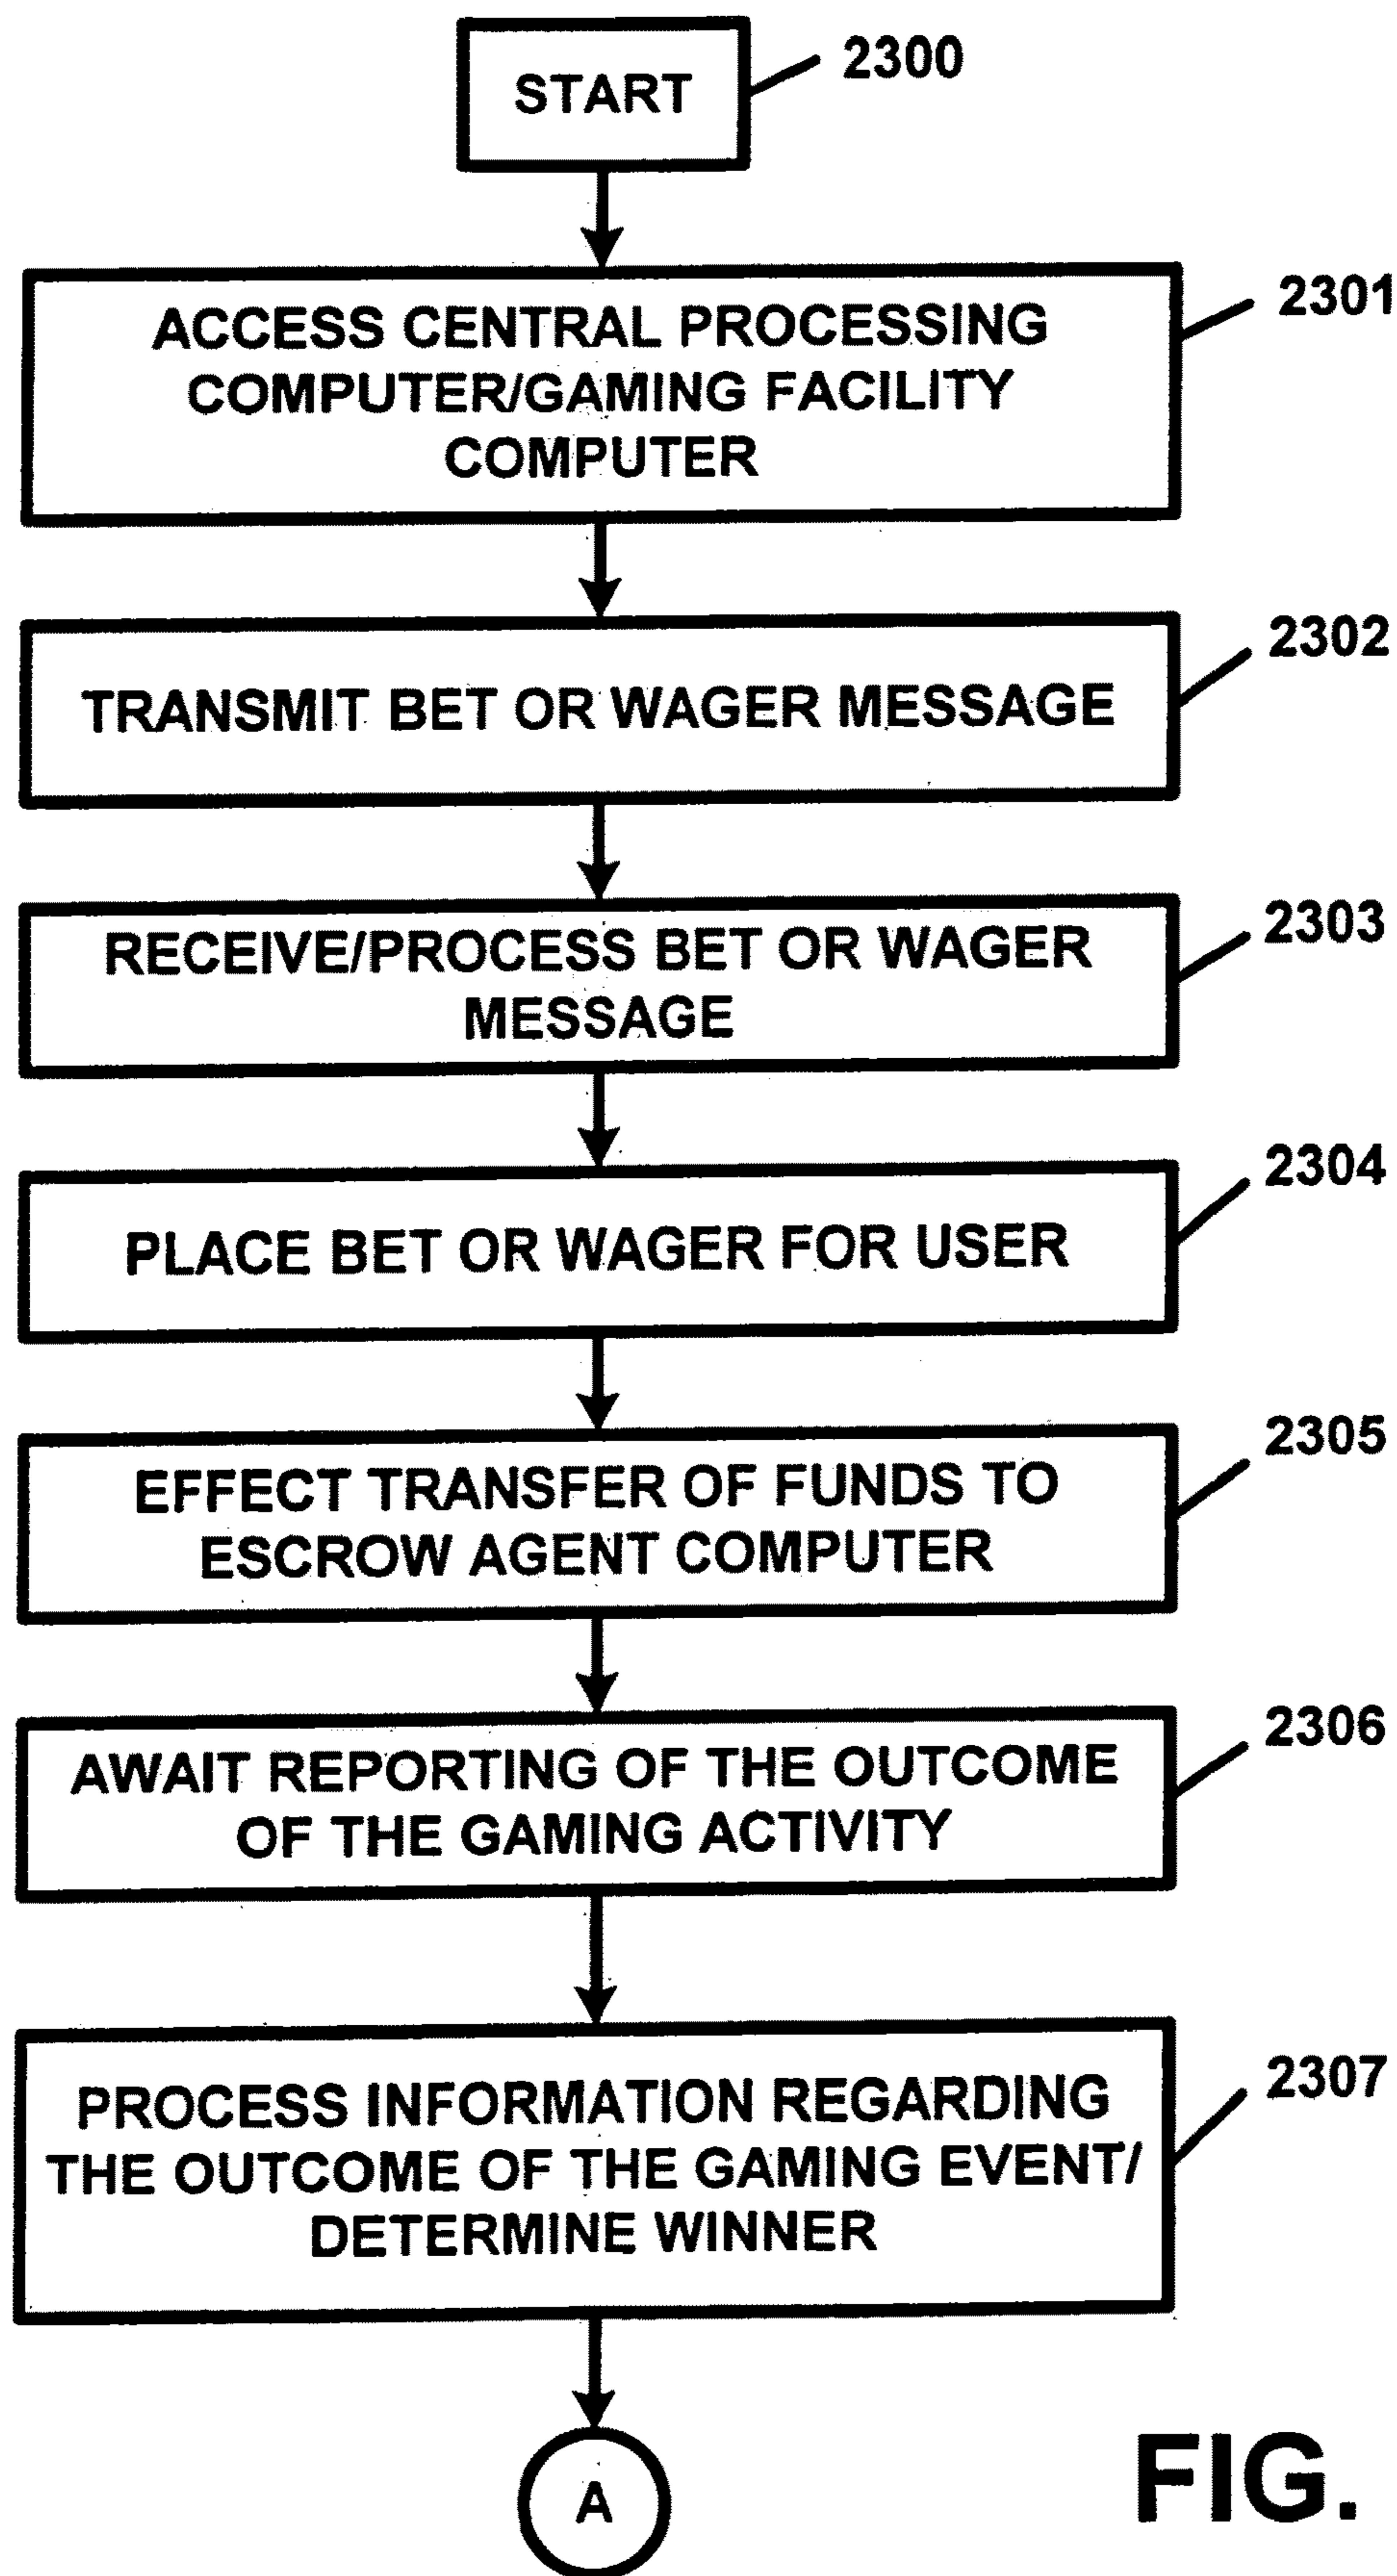 START
2300
ACCESS CENTRAL PROCESSING
COMPUTER/GAMING FACILITY
COMPUTER
2301
TRANSMIT BET OR WAGER MESSAGE
2302
RECEIVE/PROCESS BET OR WAGER
MESSAGE
2303
PLACE BET OR WAGER FOR USER
2304
EFFECT TRANSFER OF FUNDS TO
ESCROW AGENT COMPUTER
2305
AWAIT REPORTING OF THE OUTCOME
OF THE GAMING ACTIVITY
2306
PROCESS INFORMATION REGARDING
THE OUTCOME OF THE GAMING EVENT/
DETERMINE WINNER
2307
A
FIG.